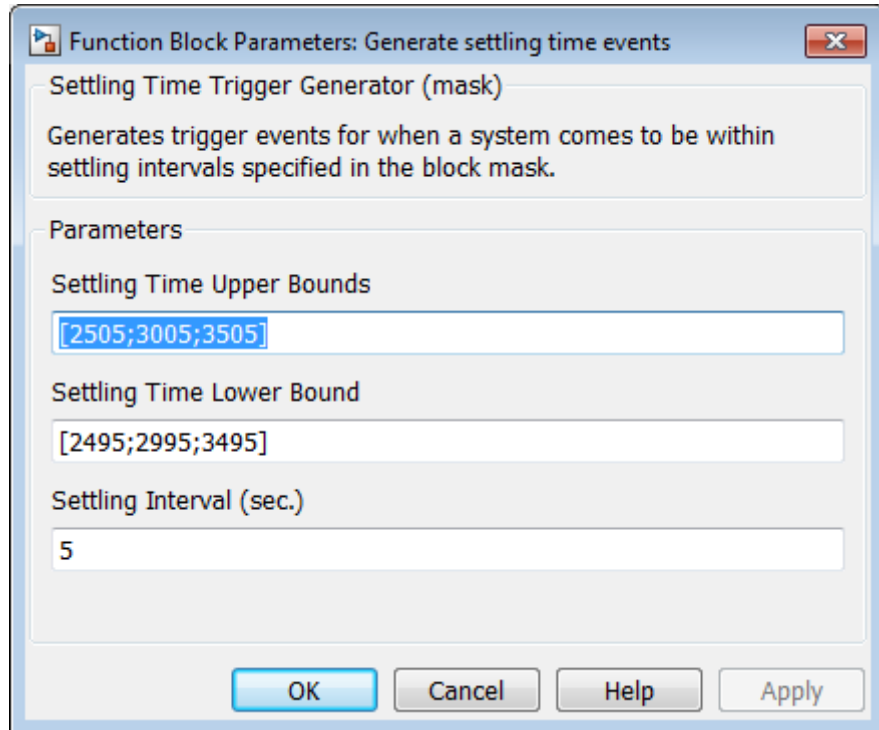 Function Block Parameters: Generate settling time events
Settling Time Trigger Generator (mask)
Generates trigger events for when a system comes to be within
settling intervals specified in the block mask.
Parameters
Settling Time Upper Bounds
[2505;3005;3505]
Settling Time Lower Bound
[2495;2995;3495]
Settling Interval (sec.)
5
OK Cancel Help Apply